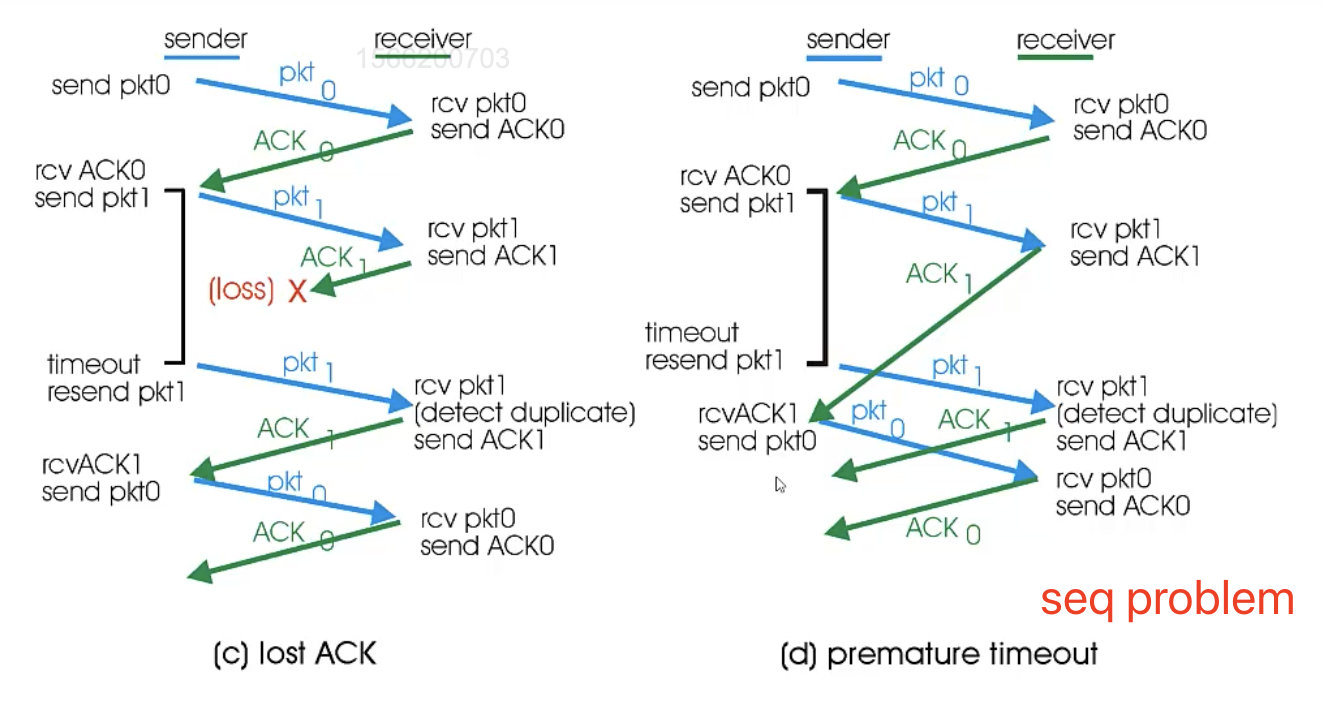 sender
receiver
1566200703
send pkt0
pkt 0
rcv pkt0
send ACK0
ACK 0
rcv ACK0
send pkt1
pkt 1
rcv pkt1
send ACK1
ACK 1
(loss) X
timeout
resend pkt1
pkt 1
rcv pkt1
(detect duplicate)
send ACK1
ACK 1
rcvACK1
send pkt0
pkt 0
rcv pkt0
send ACK0
ACK 0
(c) lost ACK
sender
receiver
send pkt0
pkt 0
rcv pkt0
send ACK0
ACK 0
rcv ACK0
send pkt1
pkt 1
rcv pkt1
send ACK1
ACK 1
timeout
resend pkt1
pkt 1
rcv pkt1
(detect duplicate)
send ACK1
rcvACK1
send pkt0
pkt 0
ACK 1
rcv pkt0
send ACK0
ACK 0
seq problem
(d) premature timeout